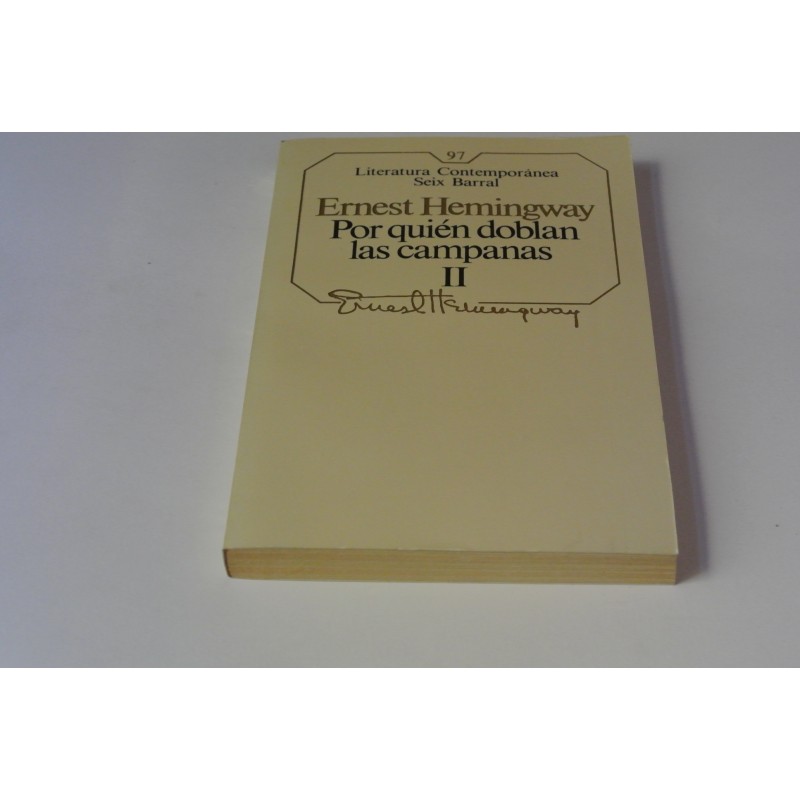 97
Literatura Contemporánea
Seix Barral
Ernest Hemingway
Por quién doblan
las campanas
II
Ernest Hemingway